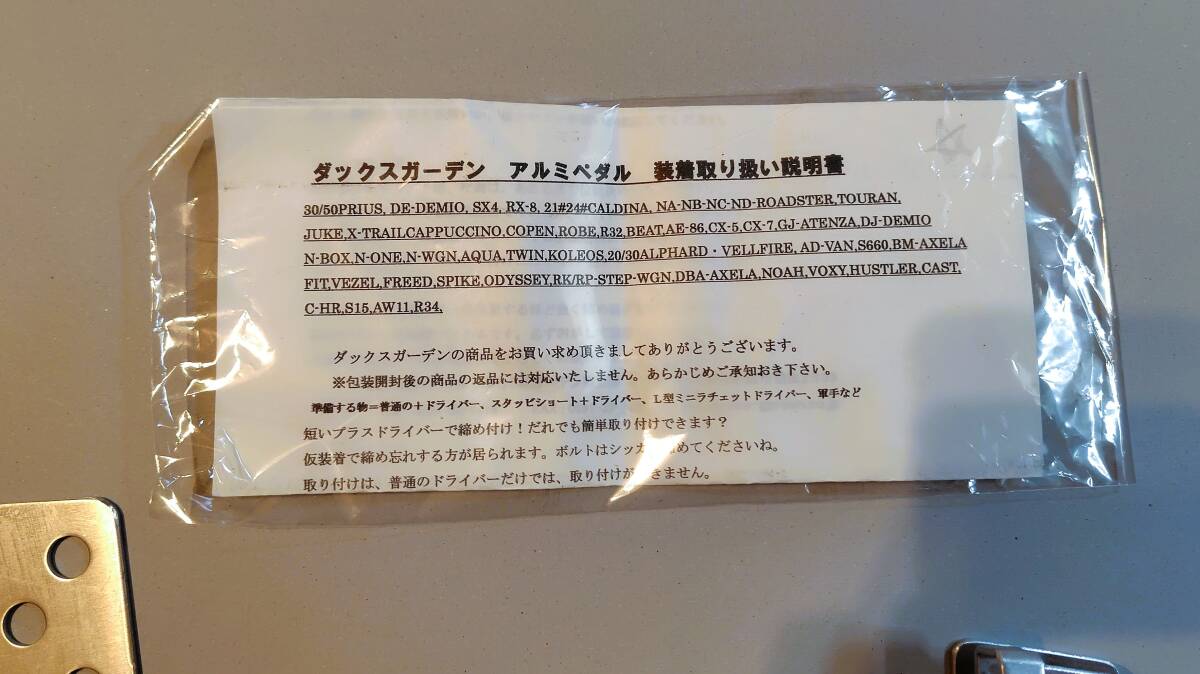 ダックスガーデン アルミペダル 装着取り扱い説明書
30/50PRIUS, DE-DEMIO, SX4, RX-8, 21#24#CALDINA, NA-NB-NC-ND-ROADSTER,TOURAN,
JUKE,X-TRAILCAPPUCCINO,COPEN,ROBE,R32,BEAT,AE-86,CX-5,CX-7,GJ-ATENZA,DJ-DEMIO
N-BOX,N-ONE,N-WGN,AQUA,TWIN,KOLEOS,20/30ALPHARD・VELLFIRE, AD-VAN,S660,BM-AXELA
FIT,VEZEL,FREED,SPIKE,ODYSSEY,RK/RP-STEP-WGN,DBA-AXELA,NOAH,VOXY,HUSTLER,CAST,
C-HR,S15,AW11,R34,
ダックスガーデンの商品をお買い求め頂きましてありがとうございます。
※包装開封後の商品の返品には対応いたしません。あらかじめご承知おき下さい。
準備する物=普通の+ドライバー、スタッビショート+ドライバー、L型ミニラチェットドライバー、軍手など
短いプラスドライバーで締め付け!だれでも簡単取り付けできます?
仮装着で締め忘れする方が居られます。ボルトはシッカ めてくださいね。
取り付けは、普通のドライバーだけでは、取り付けが きません。